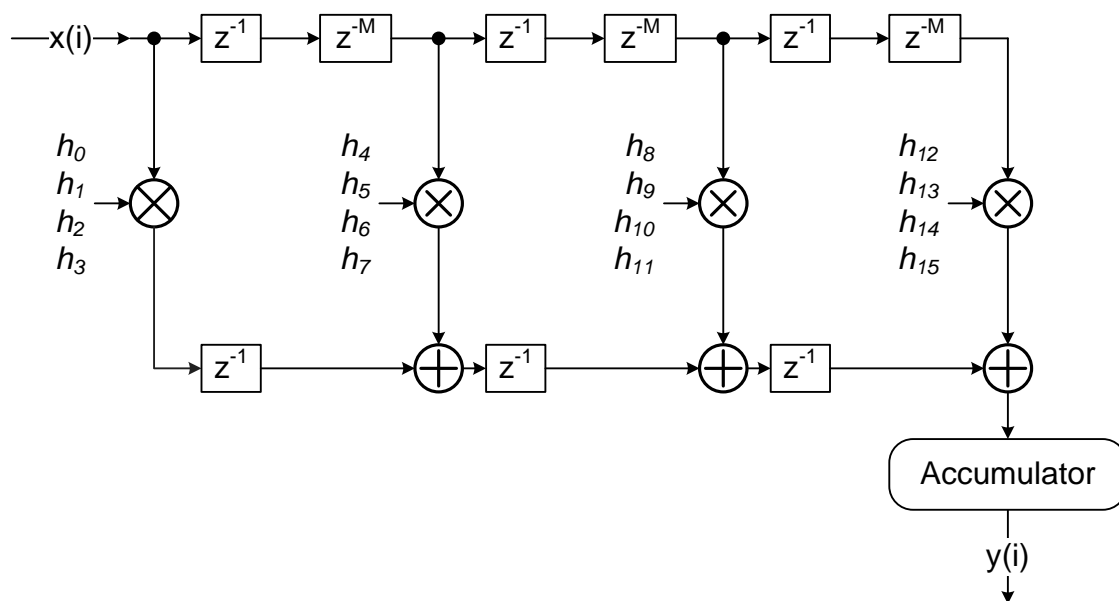 x(i) z⁻¹ z⁻ᴹ z⁻¹ z⁻ᴹ z⁻¹ z⁻ᴹ
h₀ h₄ h₈ h₁₂
h₁ h₅ h₉ h₁₃
h₂ h₆ h₁₀ h₁₄
h₃ h₇ h₁₁ h₁₅
z⁻¹ z⁻¹ z⁻¹
Accumulator
y(i)